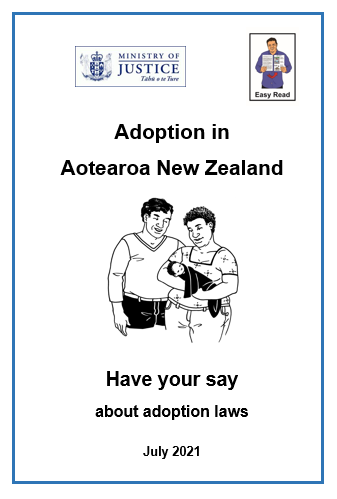 MINISTRY OF
JUSTICE
Tāhū o te Ture
Easy Read
Adoption in
Aotearoa New Zealand
Have your say
about adoption laws
July 2021